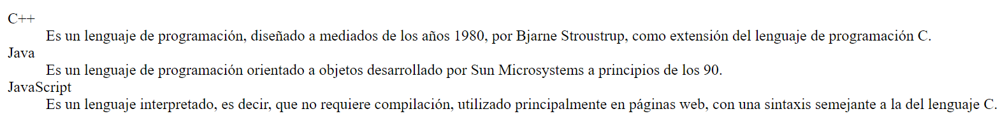 C++
Es un lenguaje de programación, diseñado a mediados de los años 1980, por Bjarne Stroustrup, como extensión del lenguaje de programación C.
Java
Es un lenguaje de programación orientado a objetos desarrollado por Sun Microsystems a principios de los 90.
JavaScript
Es un lenguaje interpretado, es decir, que no requiere compilación, utilizado principalmente en páginas web, con una sintaxis semejante a la del lenguaje C.